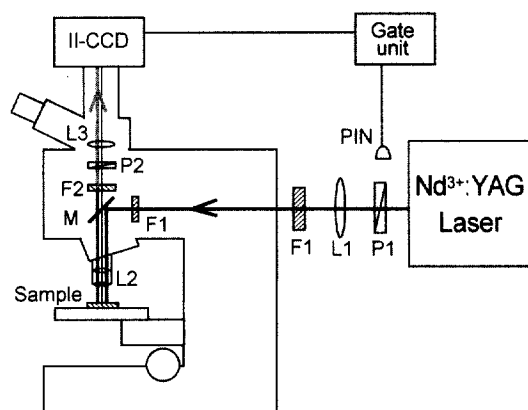 II-CCD
Gate
unit
L3
PIN
P2
F2
Nd³⁺:YAG
Laser
M
F1
F1
L1
P1
L2
Sample